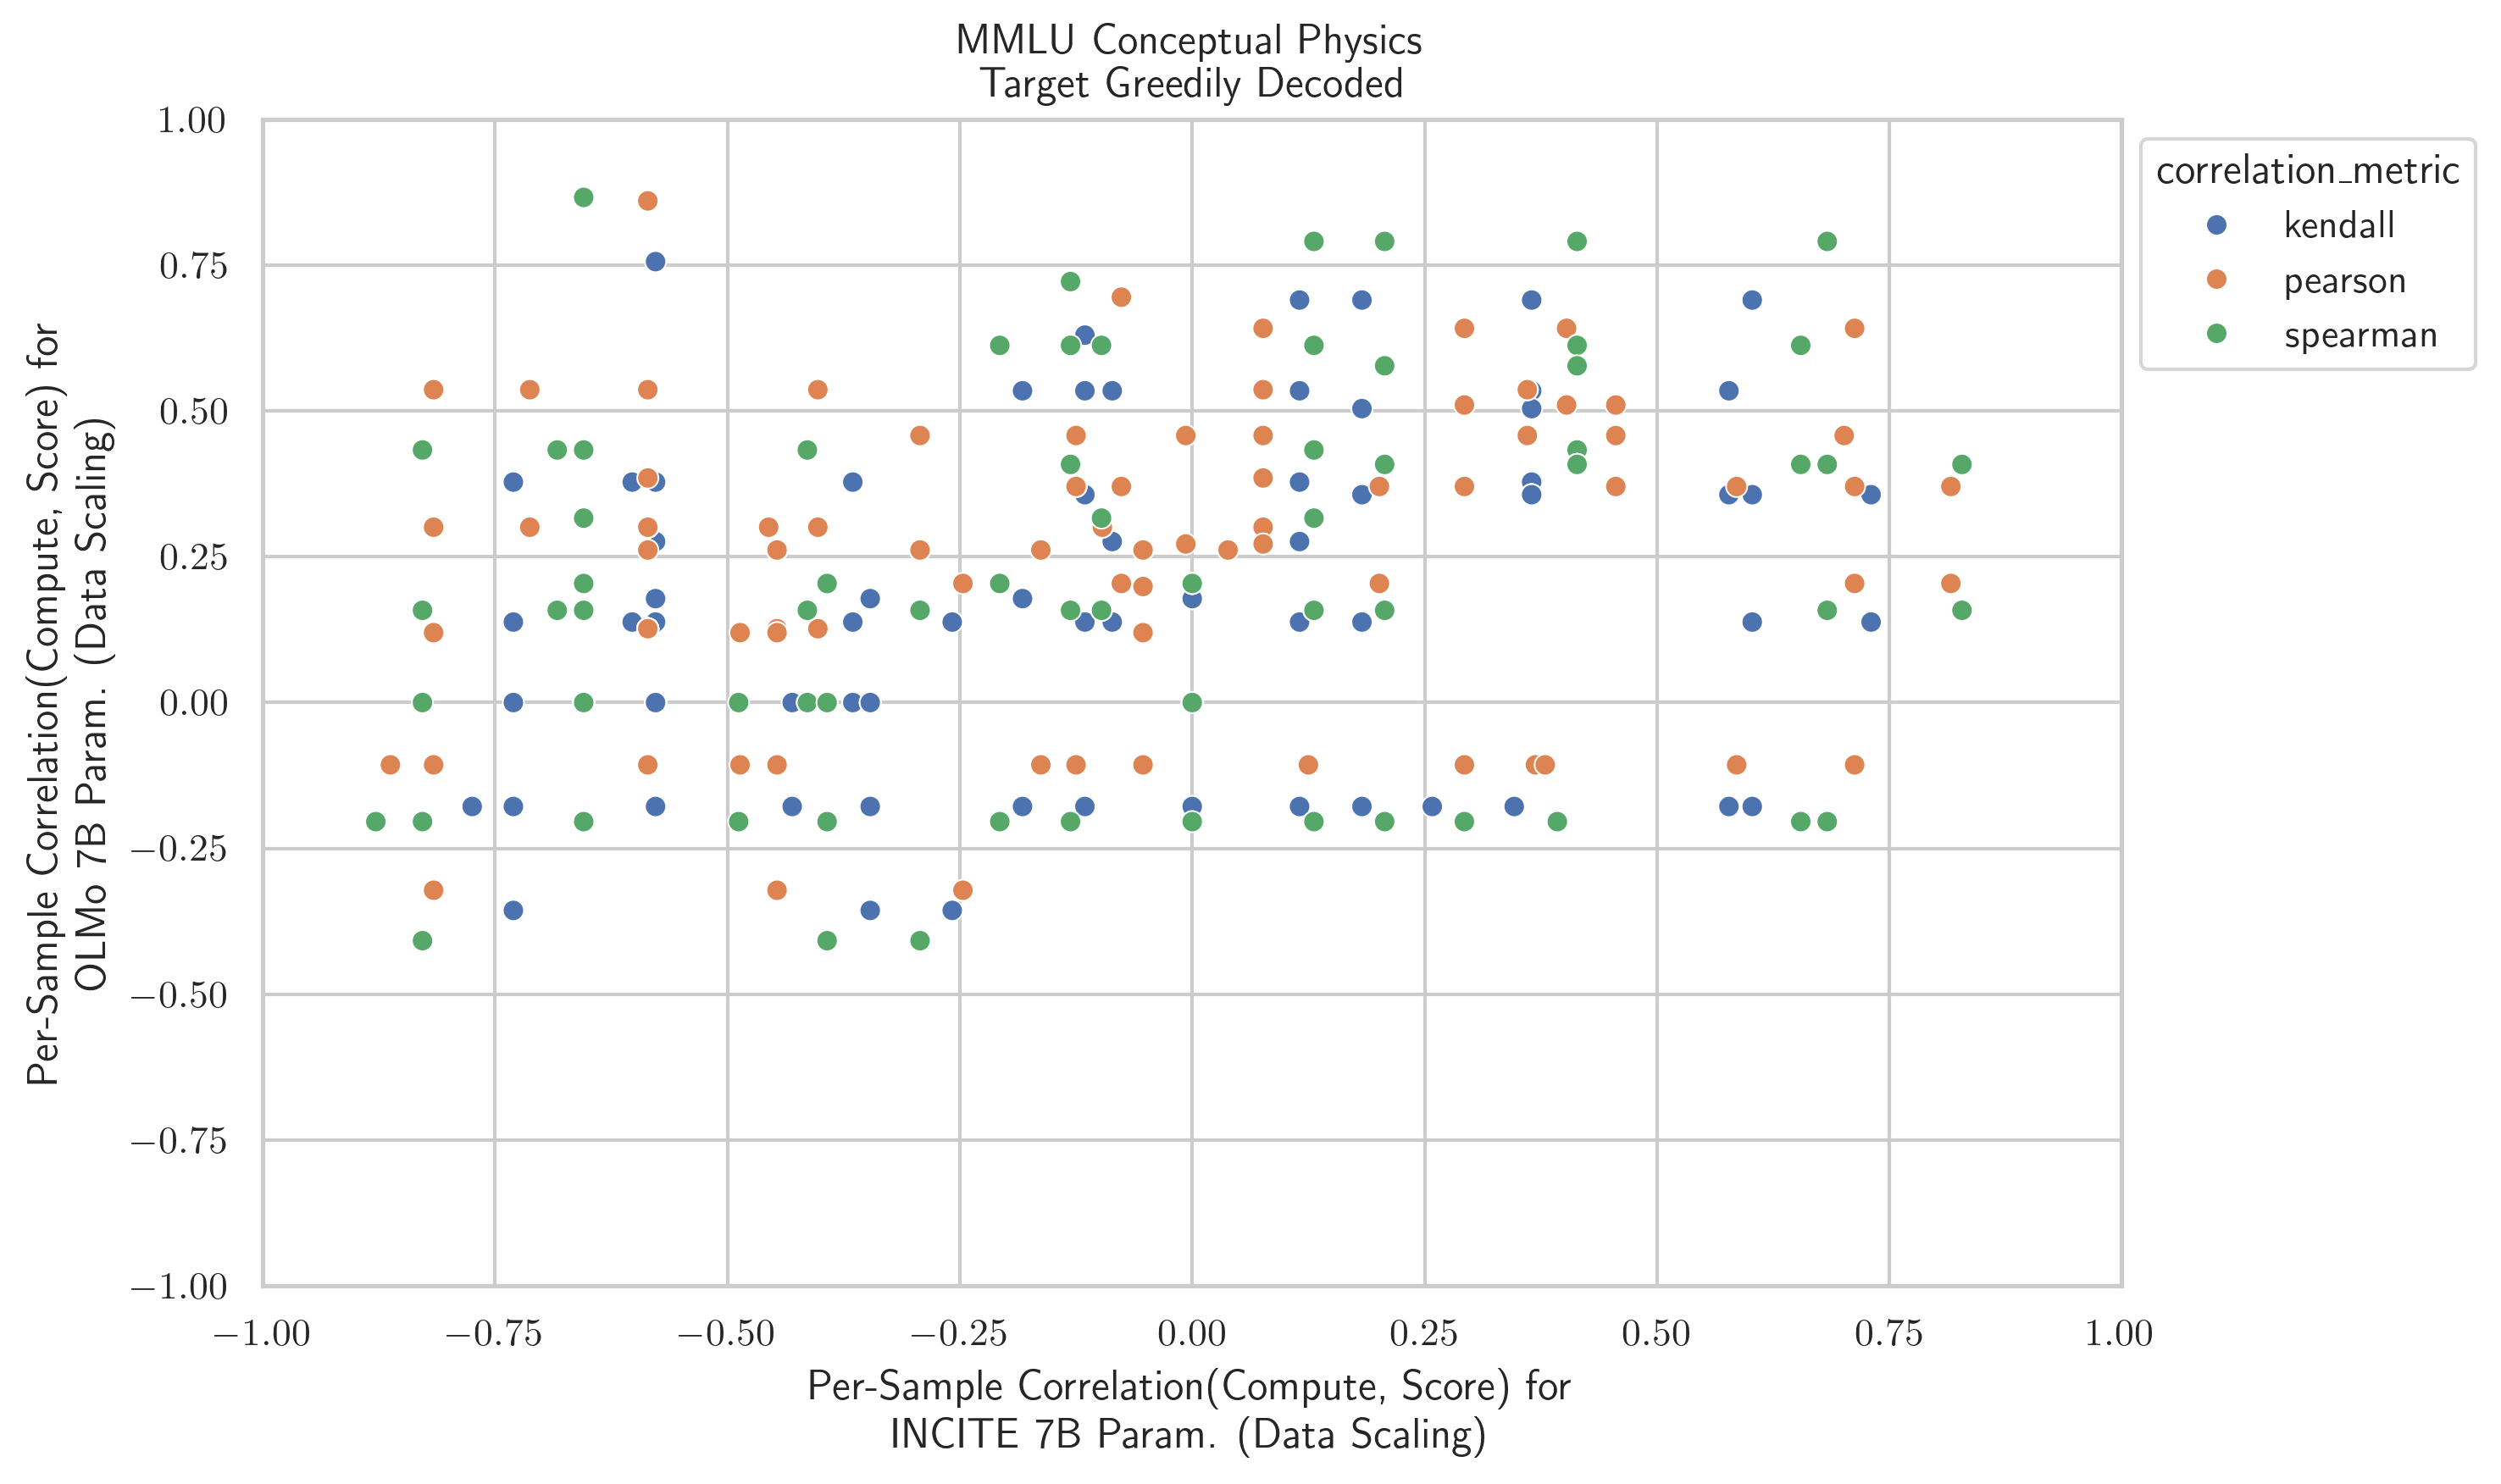 MMLU Conceptual Physics
Target Greedily Decoded
correlation_metric
kendall
pearson
spearman
Per-Sample Correlation(Compute, Score) for
OLMo 7B Param. (Data Scaling)
1.00
0.75
0.50
0.25
0.00
−0.25
−0.50
−0.75
−1.00
−1.00 −0.75 −0.50 −0.25 0.00 0.25 0.50 0.75 1.00
Per-Sample Correlation(Compute, Score) for
INCITE 7B Param. (Data Scaling)